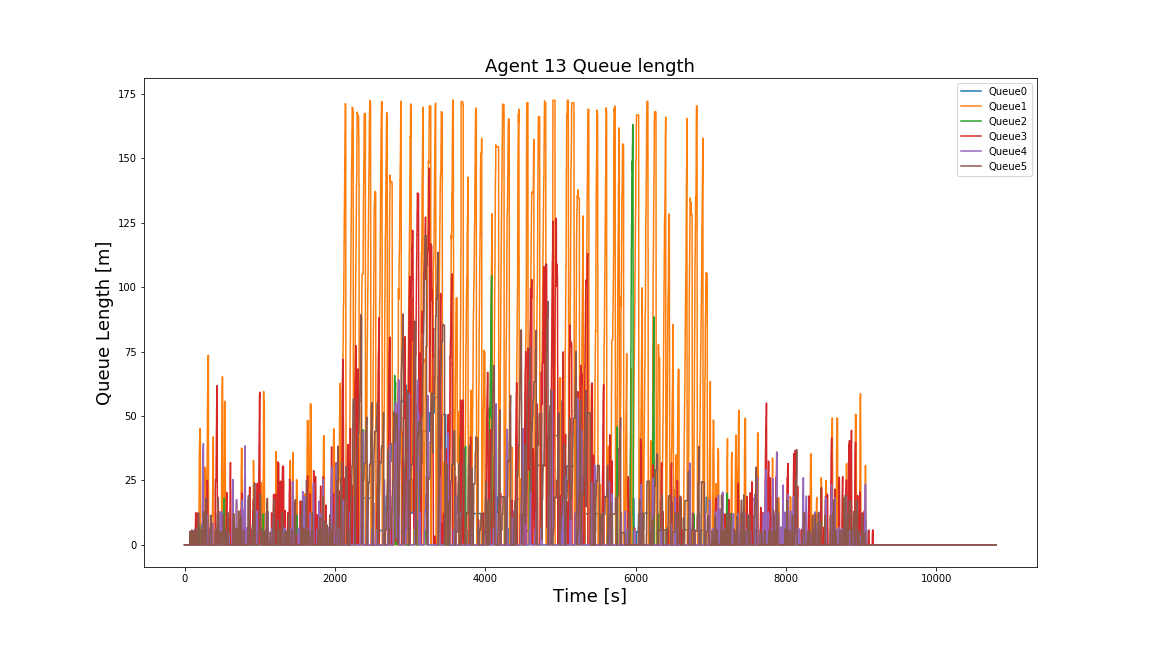 Agent 13 Queue length
Queue Length [m]
175
150
125
100
75
50
25
0
Queue0
Queue1
Queue2
Queue3
Queue4
Queue5
0 2000 4000 6000 8000 10000
Time [s]